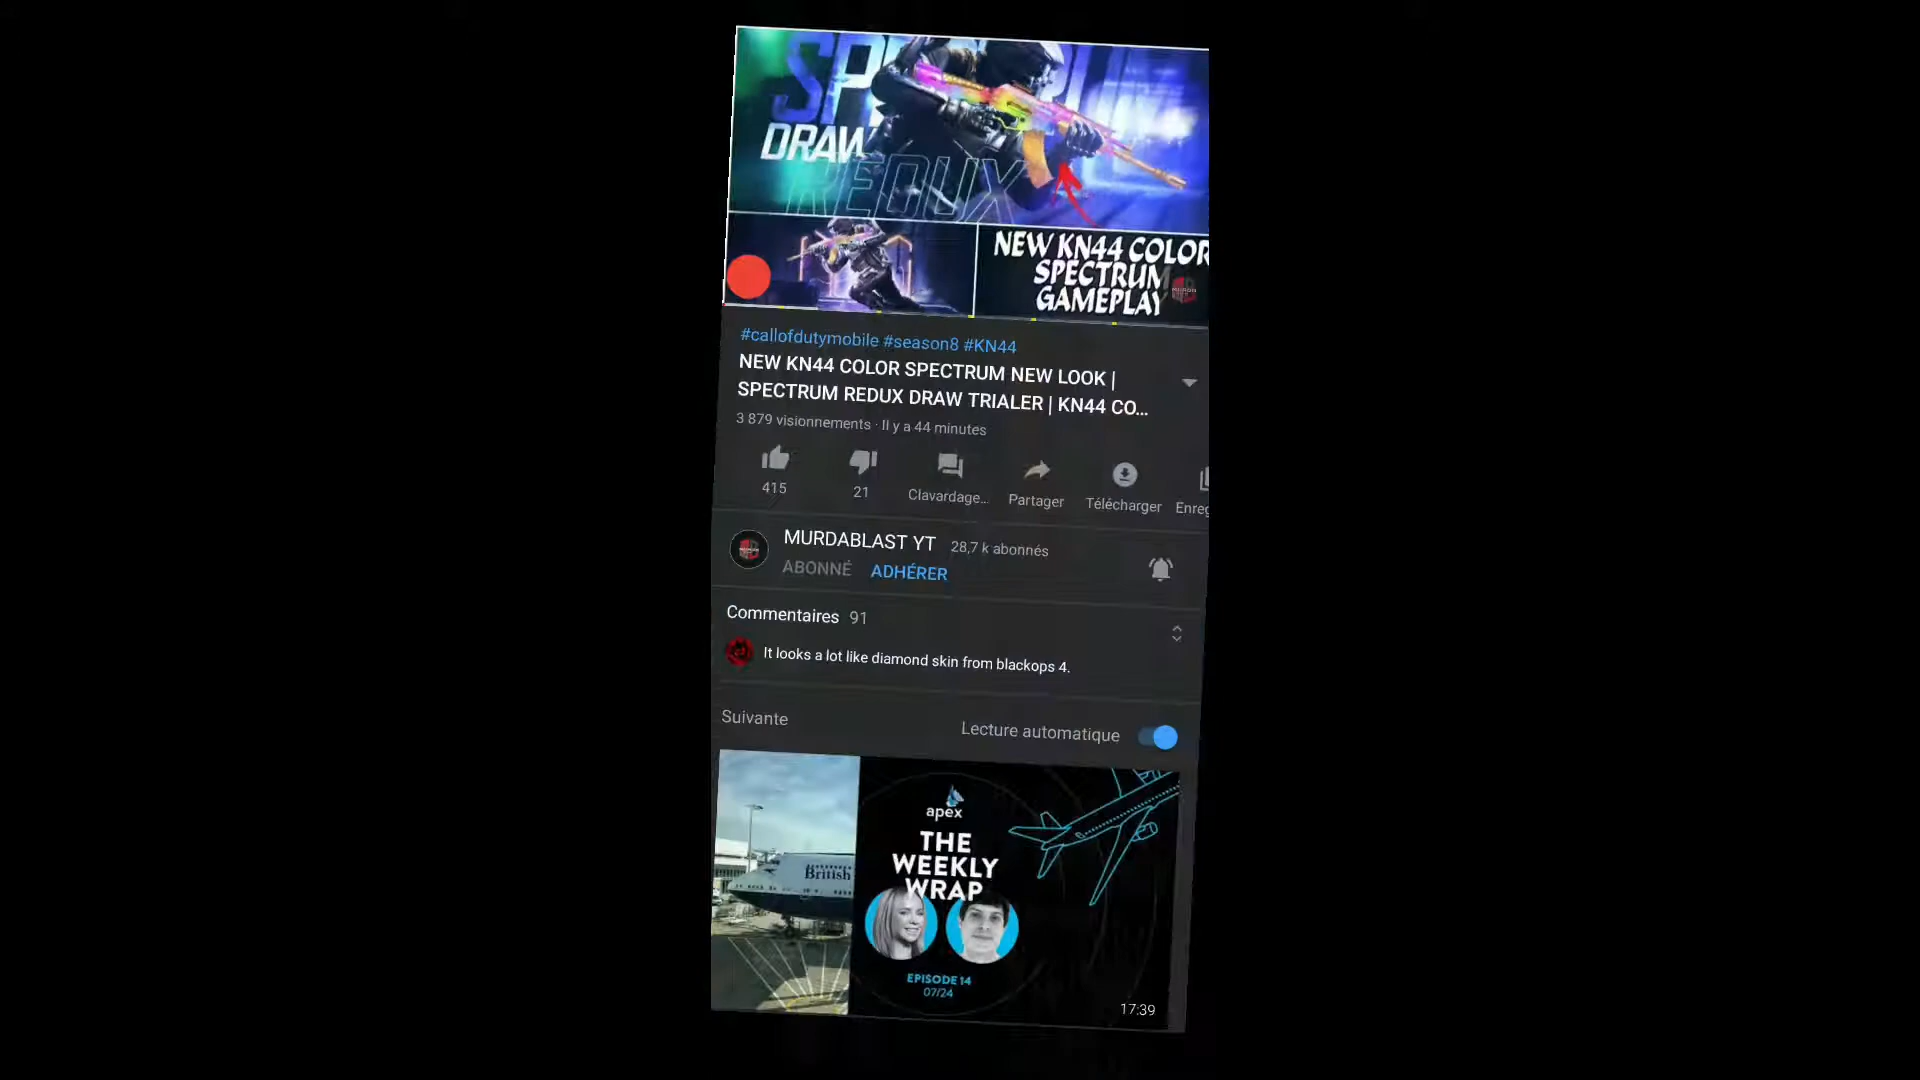 DRAW
REDUX
NEW KN44 COLOR
SPECTRUM
GAMEPLAY
#callofdutymobile #season8 #KN44
NEW KN44 COLOR SPECTRUM NEW LOOK |
SPECTRUM REDUX DRAW TRIALER | KN44 CO...
3 879 visionnements · Il y a 44 minutes
415
21
Clavardage...
Partager
Télécharger
Enreg
MURDABLAST YT 28,7 k abonnés
ABONNÉ ADHÉRER
Commentaires 91
It looks a lot like diamond skin from blackops 4.
Suivante
Lecture automatique
British
apex
THE
WEEKLY
WRAP
EPISODE 14
07/24
17:39